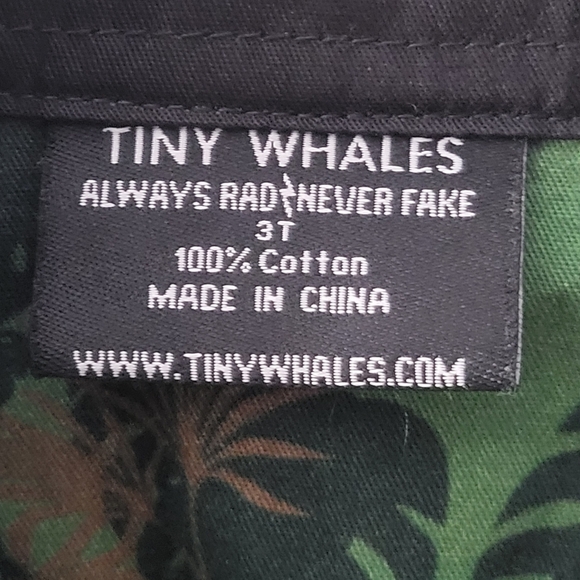 TINY WHALES
ALWAYS RAD NEVER FAKE
3T
100% Cotton
MADE IN CHINA
WWW.TINYWHALES.COM